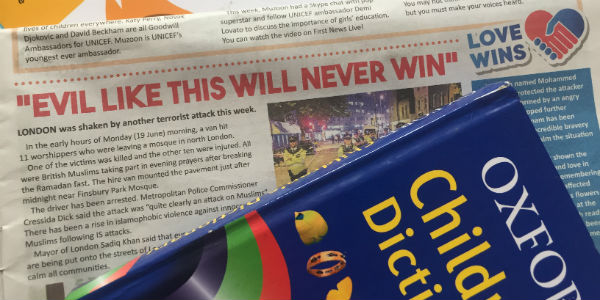 lives of children everywhere. Katy Perry, Novak
Djokovic and David Beckham are all Goodwill
Ambassadors for UNICEF. Muzoon is UNICEF's
youngest ever ambassador.
This week, Muzoon had a Skype chat with pop
superstar and fellow UNICEF ambassador Demi
Lovato to discuss the importance of girls' education.
You can watch the video on First News Live!
You may not
but you must make your voices heard.
LOVE
WINS
"EVIL LIKE THIS WILL NEVER WIN"
LONDON was shaken by another terrorist attack this week.
In the early hours of Monday (19 June) morning, a van hit
11 worshippers who were leaving a mosque in north London.
One of the victims was killed and the other ten were injured. All
were British Muslims taking part in evening prayers after breaking
the Ramadan fast. The hire van mounted the pavement just after
midnight near Finsbury Park Mosque.
The driver has been arrested. Metropolitan Police Commissioner
Cressida Dick said the attack was "quite clearly an attack on Muslims
There has been a rise in islamophobic violence against
Muslims following IS attacks.
Mayor of London Sadiq Khan said that
are being put onto the streets of
calm all communities.
named Mohammed
protected the attacker
by an angry
further
has been
incredible bravery
the situation
shown the
and love in
remembering
affected
flowers
at the
read
OXFOR
Childr
Dicti